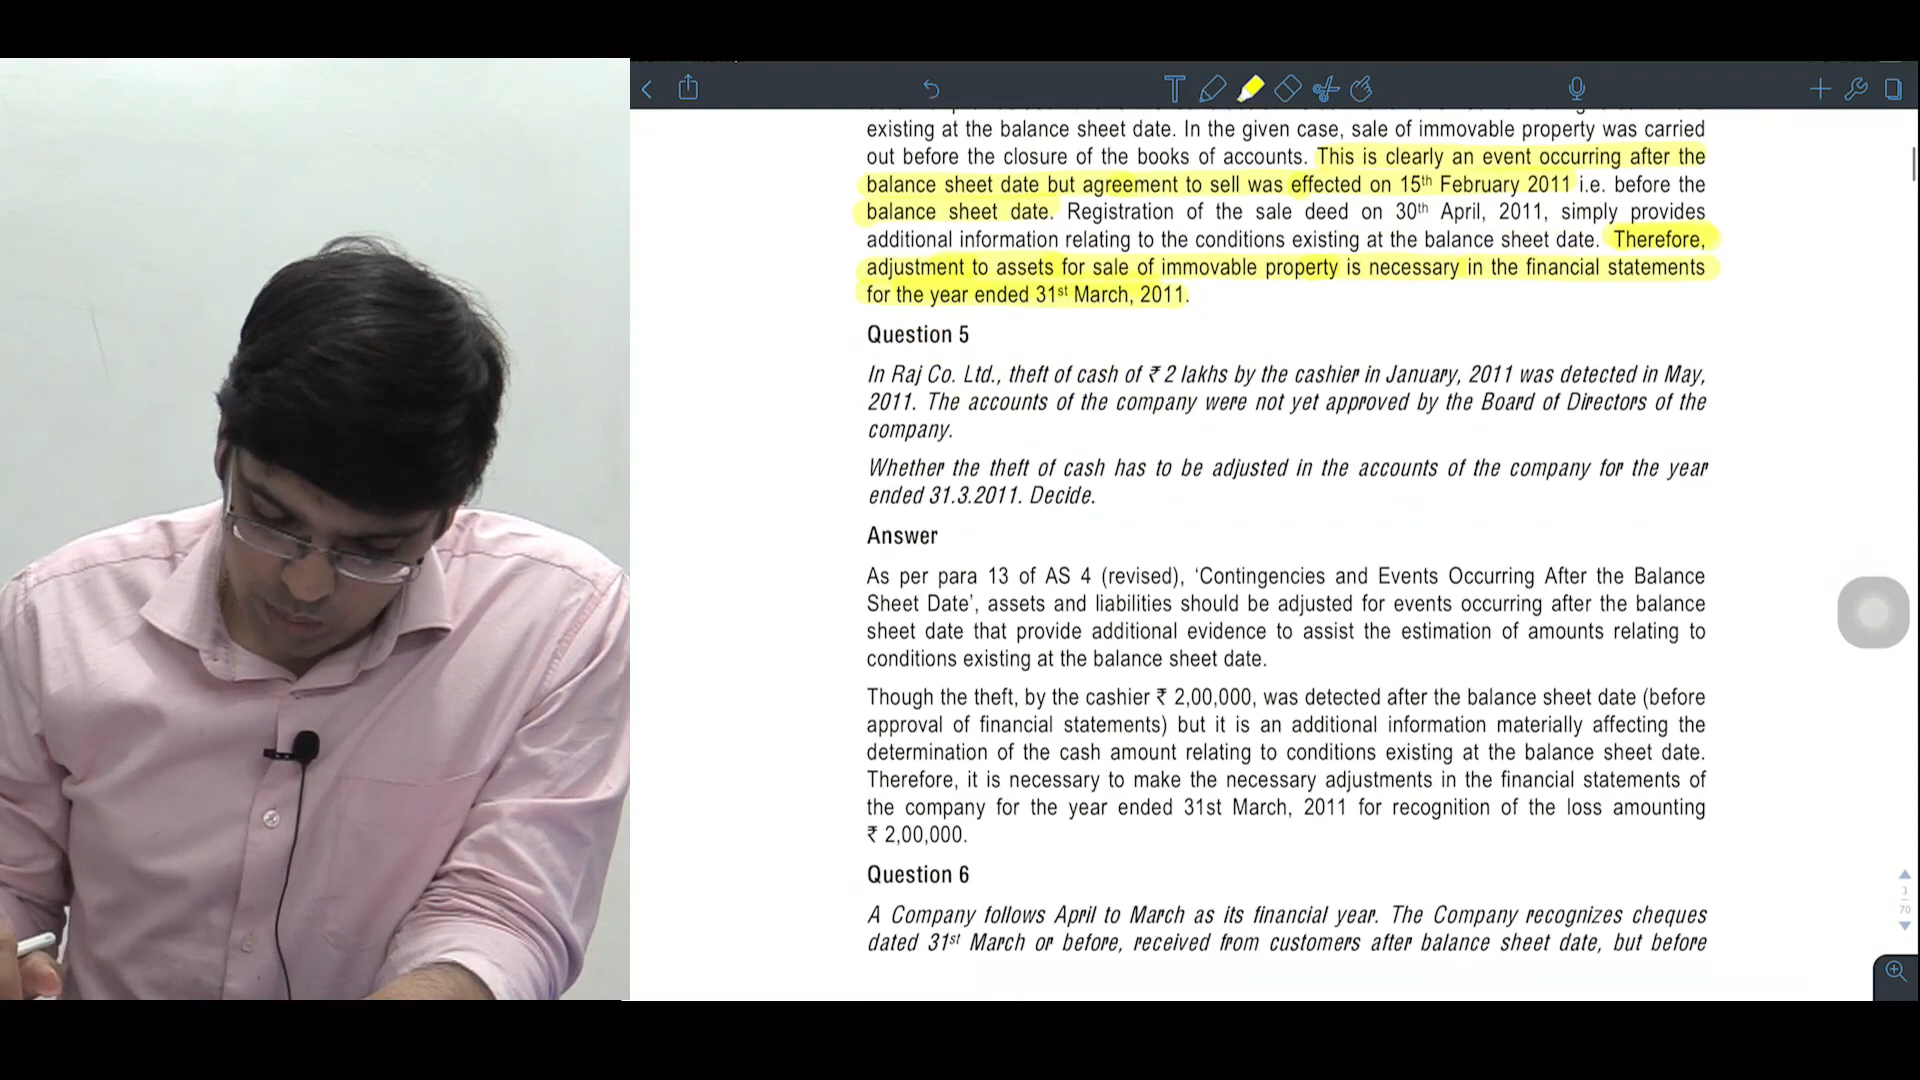 existing at the balance sheet date. In the given case, sale of immovable property was carried
out before the closure of the books of accounts. This is clearly an event occurring after the
balance sheet date but agreement to sell was effected on 15th February 2011 i.e. before the
balance sheet date. Registration of the sale deed on 30th April, 2011, simply provides
additional information relating to the conditions existing at the balance sheet date. Therefore,
adjustment to assets for sale of immovable property is necessary in the financial statements
for the year ended 31st March, 2011.
Question 5
In Raj Co. Ltd., theft of cash of ₹ 2 lakhs by the cashier in January, 2011 was detected in May,
2011. The accounts of the company were not yet approved by the Board of Directors of the
company.
Whether the theft of cash has to be adjusted in the accounts of the company for the year
ended 31.3.2011. Decide.
Answer
As per para 13 of AS 4 (revised), ‘Contingencies and Events Occurring After the Balance
Sheet Date’, assets and liabilities should be adjusted for events occurring after the balance
sheet date that provide additional evidence to assist the estimation of amounts relating to
conditions existing at the balance sheet date.
Though the theft, by the cashier ₹ 2,00,000, was detected after the balance sheet date (before
approval of financial statements) but it is an additional information materially affecting the
determination of the cash amount relating to conditions existing at the balance sheet date.
Therefore, it is necessary to make the necessary adjustments in the financial statements of
the company for the year ended 31st March, 2011 for recognition of the loss amounting
₹ 2,00,000.
Question 6
A Company follows April to March as its financial year. The Company recognizes cheques
dated 31st March or before, received from customers after balance sheet date, but before
3
70